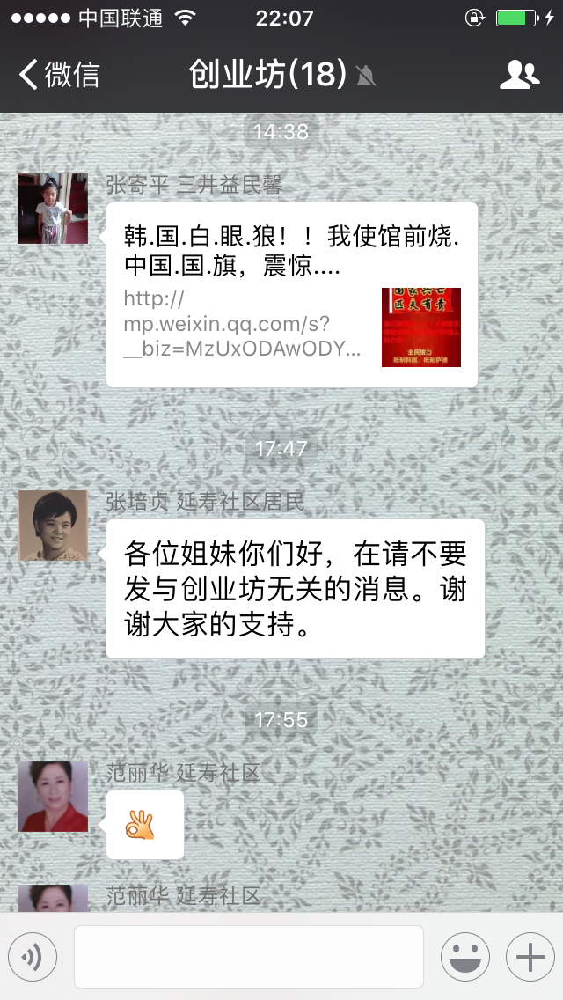 中国联通
22:07
微信
创业坊(18)
14:38
张寄平 三井益民馨
韩.国.白.眼.狼！！我使馆前烧.
中国.国.旗，震惊....
http://
mp.weixin.qq.com/s?
__biz=MzUxODAwODY...
匹夫有责
全民接力
抵制韩国、抵制萨德
17:47
张培贞 延寿社区居民
各位姐妹你们好，在请不要
发与创业坊无关的消息。谢
谢大家的支持。
17:55
范丽华 延寿社区
范丽华 延寿社区